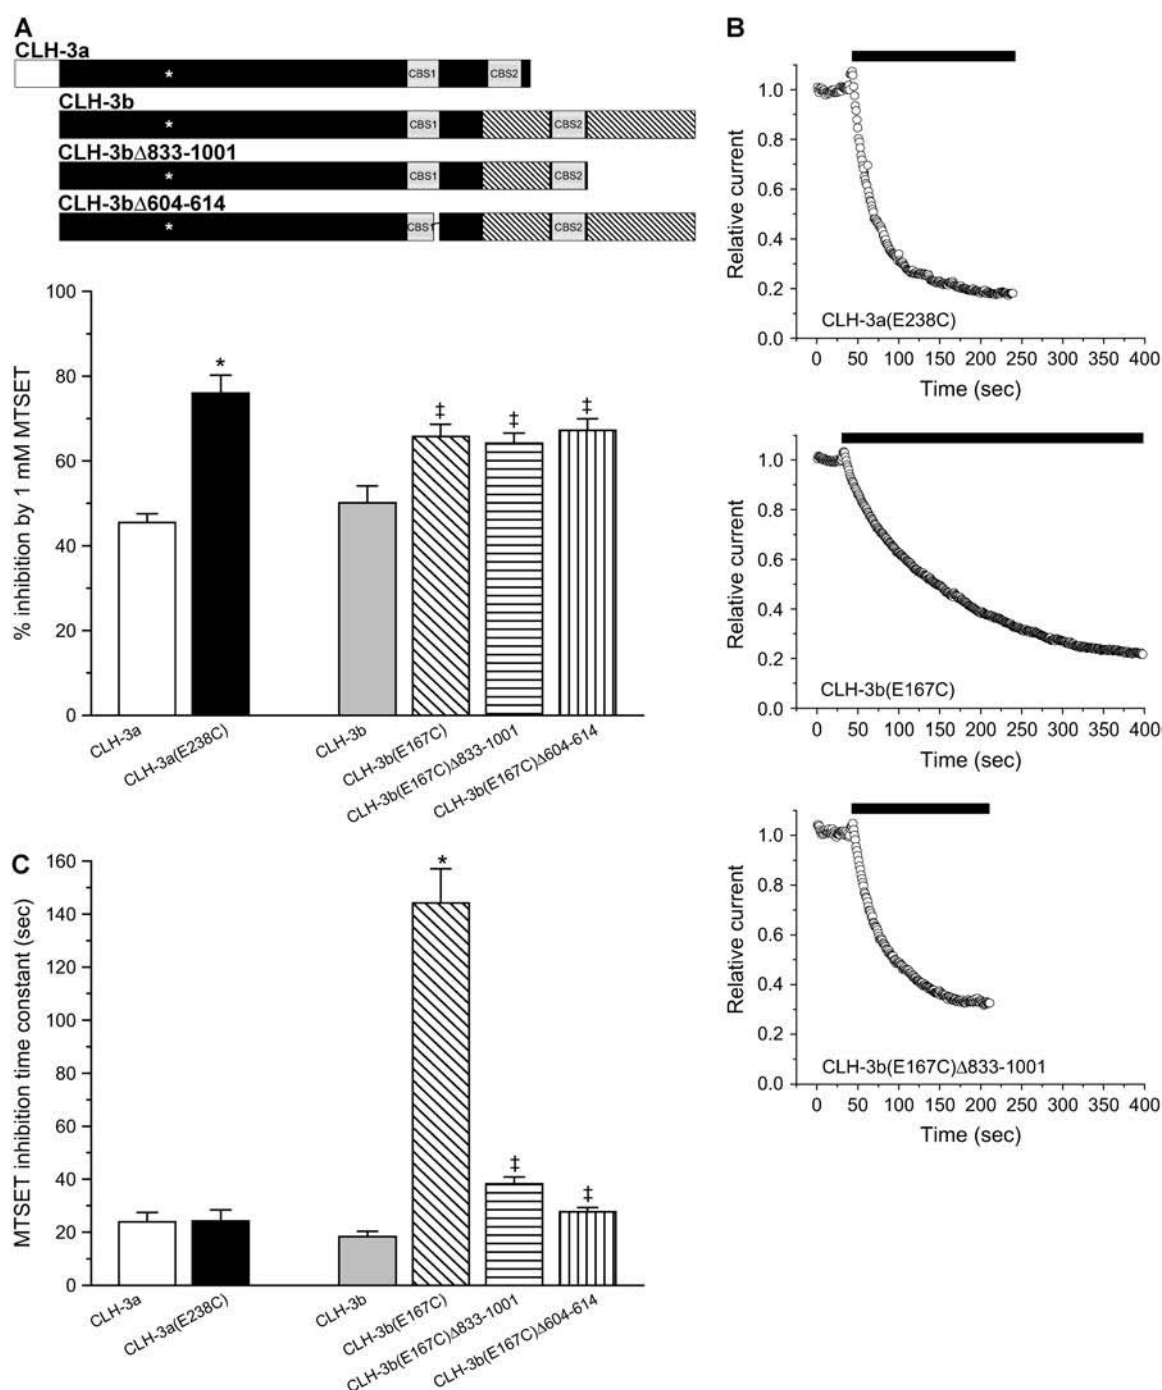 A
CLH-3a
*
CBS1
CBS2
CLH-3b
*
CBS1
CBS2
CLH-3bΔ833-1001
*
CBS1
CBS2
CLH-3bΔ604-614
*
CBS1
CBS2
% inhibition by 1 mM MTSET
100
80
60
40
20
0
*
‡
‡
‡
CLH-3a
CLH-3a(E238C)
CLH-3b
CLH-3b(E167C)
CLH-3b(E167C)Δ833-1001
CLH-3b(E167C)Δ604-614
B
Relative current
1.0
0.8
0.6
0.4
0.2
0.0
CLH-3a(E238C)
0 50 100 150 200 250 300 350 400
Time (sec)
Relative current
1.0
0.8
0.6
0.4
0.2
0.0
CLH-3b(E167C)
0 50 100 150 200 250 300 350 400
Time (sec)
Relative current
1.0
0.8
0.6
0.4
0.2
0.0
CLH-3b(E167C)Δ833-1001
0 50 100 150 200 250 300 350 400
Time (sec)
C
MTSET inhibition time constant (sec)
160
140
120
100
80
60
40
20
0
*
‡
‡
CLH-3a
CLH-3a(E238C)
CLH-3b
CLH-3b(E167C)
CLH-3b(E167C)Δ833-1001
CLH-3b(E167C)Δ604-614